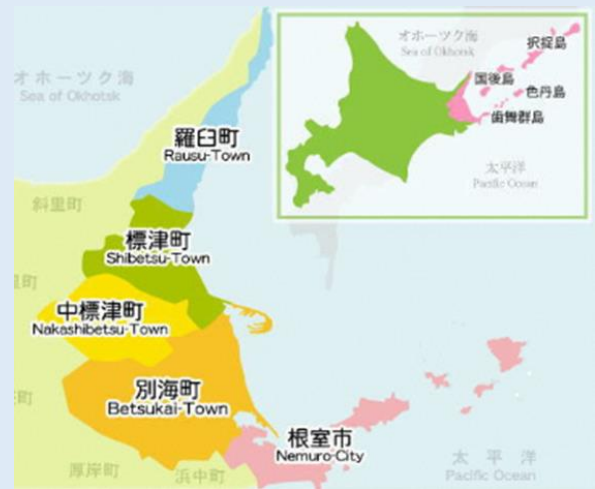 オホーツク海
Sea of Okhotsk
羅臼町
Rausu-Town
斜里町
標津町
Shibetsu-Town
中標津町
Nakashibetsu-Town
別海町
Betsukai-Town
根室市
Nemuro-City
厚岸町
浜中町
太平洋
Pacific Ocean
オホーツク海
Sea of Okhotsk
択捉島
国後島
色丹島
歯舞群島
太平洋
Pacific Ocean